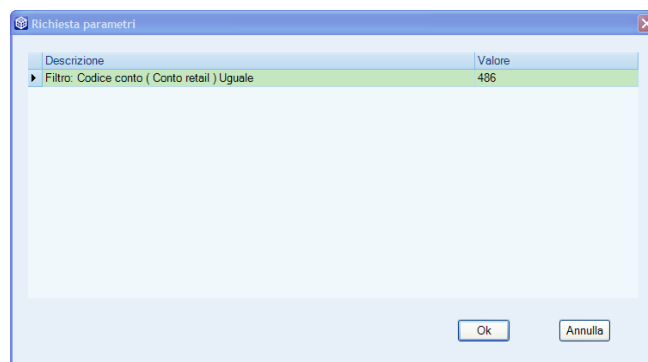 Richiesta parametri
Descrizione Valore
Filtro: Codice conto ( Conto retail ) Uguale 486
Ok Annulla